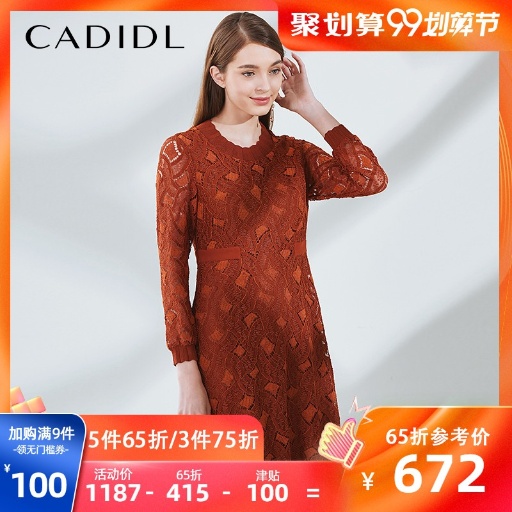 CADIDL
聚划算99划算节
加购满9件
-领无门槛券-
¥100
5件65折/3件75折
活动价 65折 津贴
1187- 415 - 100 =
65折参考价
¥ 672